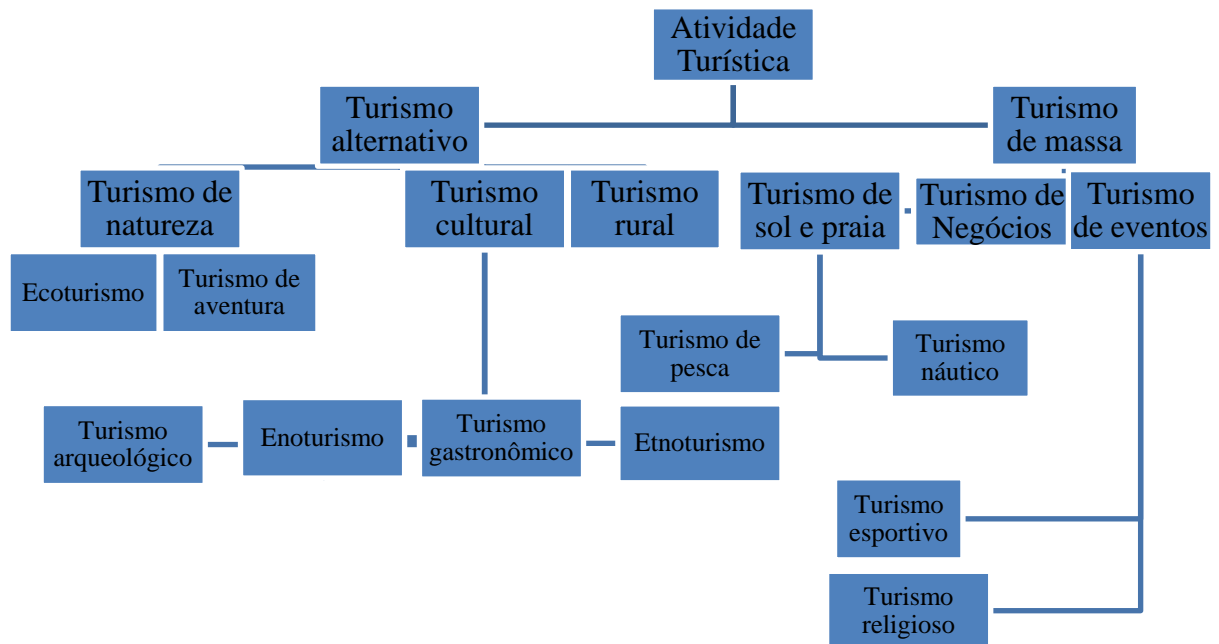 Atividade
Turística
Turismo
alternativo
Turismo
de massa
Turismo de
natureza
Turismo
cultural
Turismo
rural
Turismo de
sol e praia
Turismo de
Negócios
Turismo
de eventos
Ecoturismo
Turismo de
aventura
Turismo de
pesca
Turismo
náutico
Turismo
arqueológico
Enoturismo
Turismo
gastronômico
Etnoturismo
Turismo
esportivo
Turismo
religioso